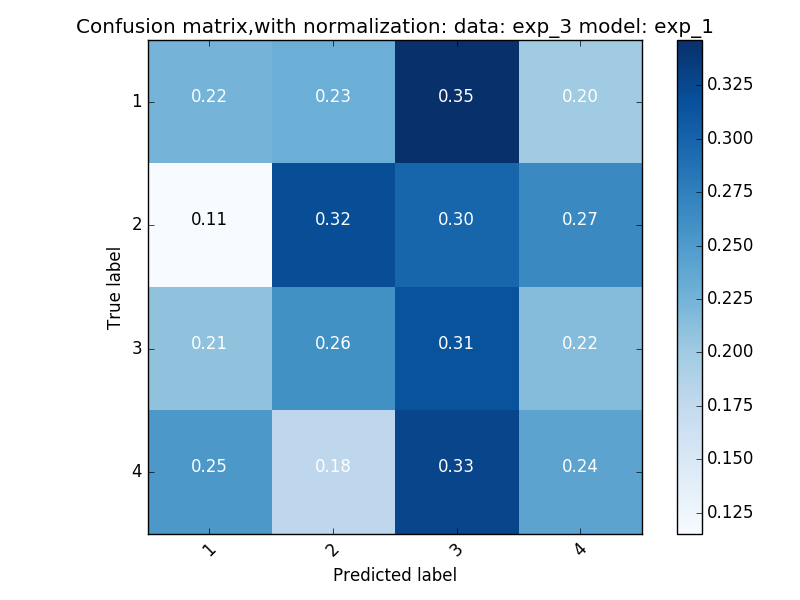 Confusion matrix,with normalization: data: exp_3 model: exp_1
1 0.22 0.23 0.35 0.20
2 0.11 0.32 0.30 0.27
3 0.21 0.26 0.31 0.22
4 0.25 0.18 0.33 0.24
1 2 3 4
True label
Predicted label
0.325
0.300
0.275
0.250
0.225
0.200
0.175
0.150
0.125